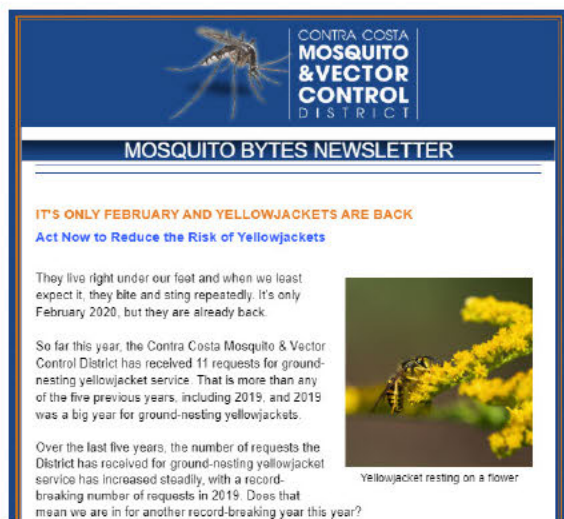 CONTRA COSTA
MOSQUITO
&VECTOR
CONTROL
DISTRICT
MOSQUITO BYTES NEWSLETTER
IT'S ONLY FEBRUARY AND YELLOWJACKETS ARE BACK
Act Now to Reduce the Risk of Yellowjackets
They live right under our feet and when we least
expect it, they bite and sting repeatedly. It's only
February 2020, but they are already back.
So far this year, the Contra Costa Mosquito & Vector
Control District has received 11 requests for ground-
nesting yellowjacket service. That is more than any
of the five previous years, including 2019, and 2019
was a big year for ground-nesting yellowjackets.
Over the last five years, the number of requests the
District has received for ground-nesting yellowjacket
service has increased steadily, with a record-
breaking number of requests in 2019. Does that
mean we are in for another record-breaking year this year?
Yellowjacket resting on a flower